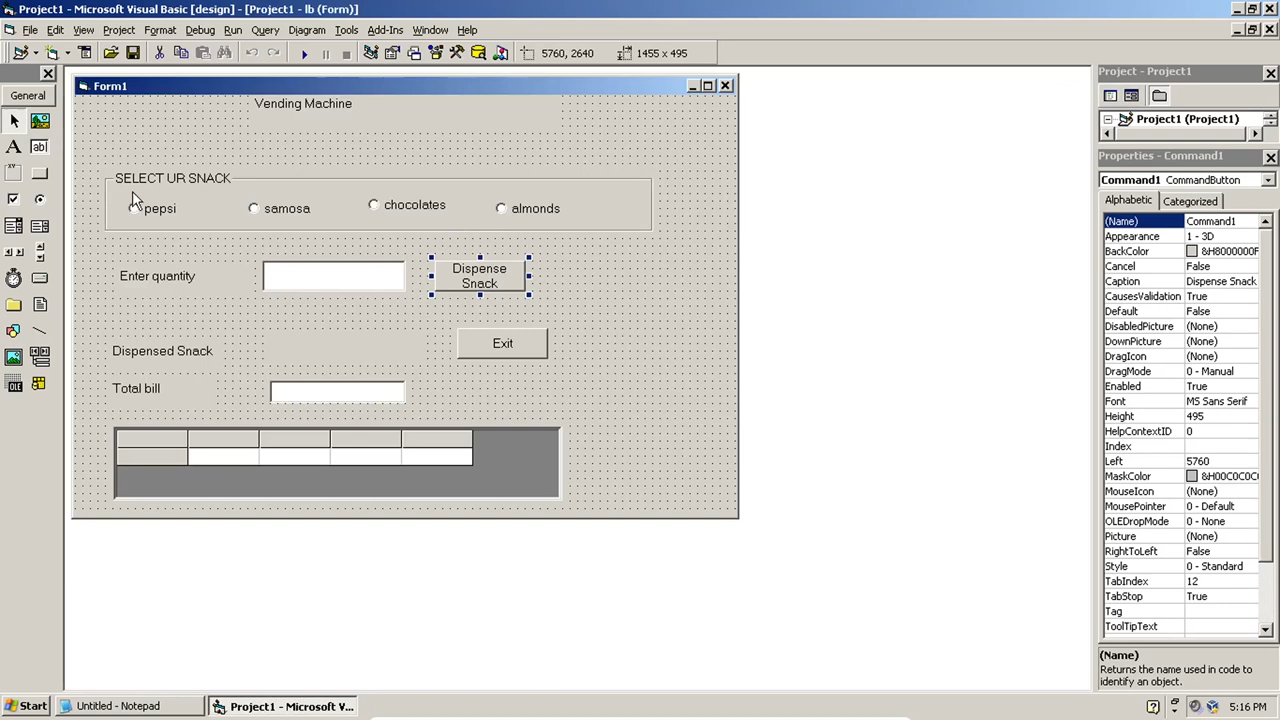 Project1 - Microsoft Visual Basic [design] - [Project1 - lb (Form)]
File Edit View Project Format Debug Run Query Diagram Tools Add-Ins Window Help
5760, 2640 1455 x 495
General
A ab|
OLE
Form1
Vending Machine
SELECT UR SNACK
pepsi samosa chocolates almonds
Enter quantity
Dispense
Snack
Exit
Dispensed Snack
Total bill
Project - Project1
Project1 (Project1)
Properties - Command1
Command1 CommandButton
Alphabetic Categorized
(Name) Command1
Appearance 1 - 3D
BackColor &H8000000F
Cancel False
Caption Dispense Snack
CausesValidation True
Default False
DisabledPicture (None)
DownPicture (None)
DragIcon (None)
DragMode 0 - Manual
Enabled True
Font MS Sans Serif
Height 495
HelpContextID 0
Index
Left 5760
MaskColor &H00C0C0C0
MouseIcon (None)
MousePointer 0 - Default
OLEDropMode 0 - None
Picture (None)
RightToLeft False
Style 0 - Standard
TabIndex 12
TabStop True
Tag
ToolTipText
(Name)
Returns the name used in code to
identify an object.
Start Untitled - Notepad Project1 - Microsoft V... 5:16 PM